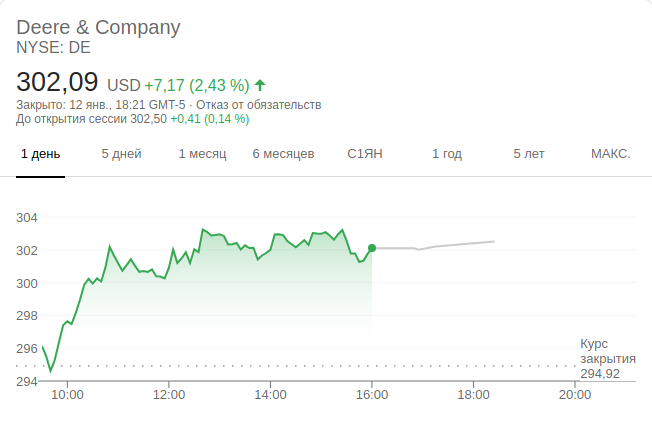 Deere & Company
NYSE: DE
302,09 USD +7,17 (2,43 %)
Закрыто: 12 янв., 18:21 GMT-5 · Отказ от обязательств
До открытия сессии 302,50 +0,41 (0,14 %)
1 день 5 дней 1 месяц 6 месяцев С1ЯН 1 год 5 лет МАКС.
304
302
300
298
296
294
Курс
закрытия
294,92
10:00 12:00 14:00 16:00 18:00 20:00